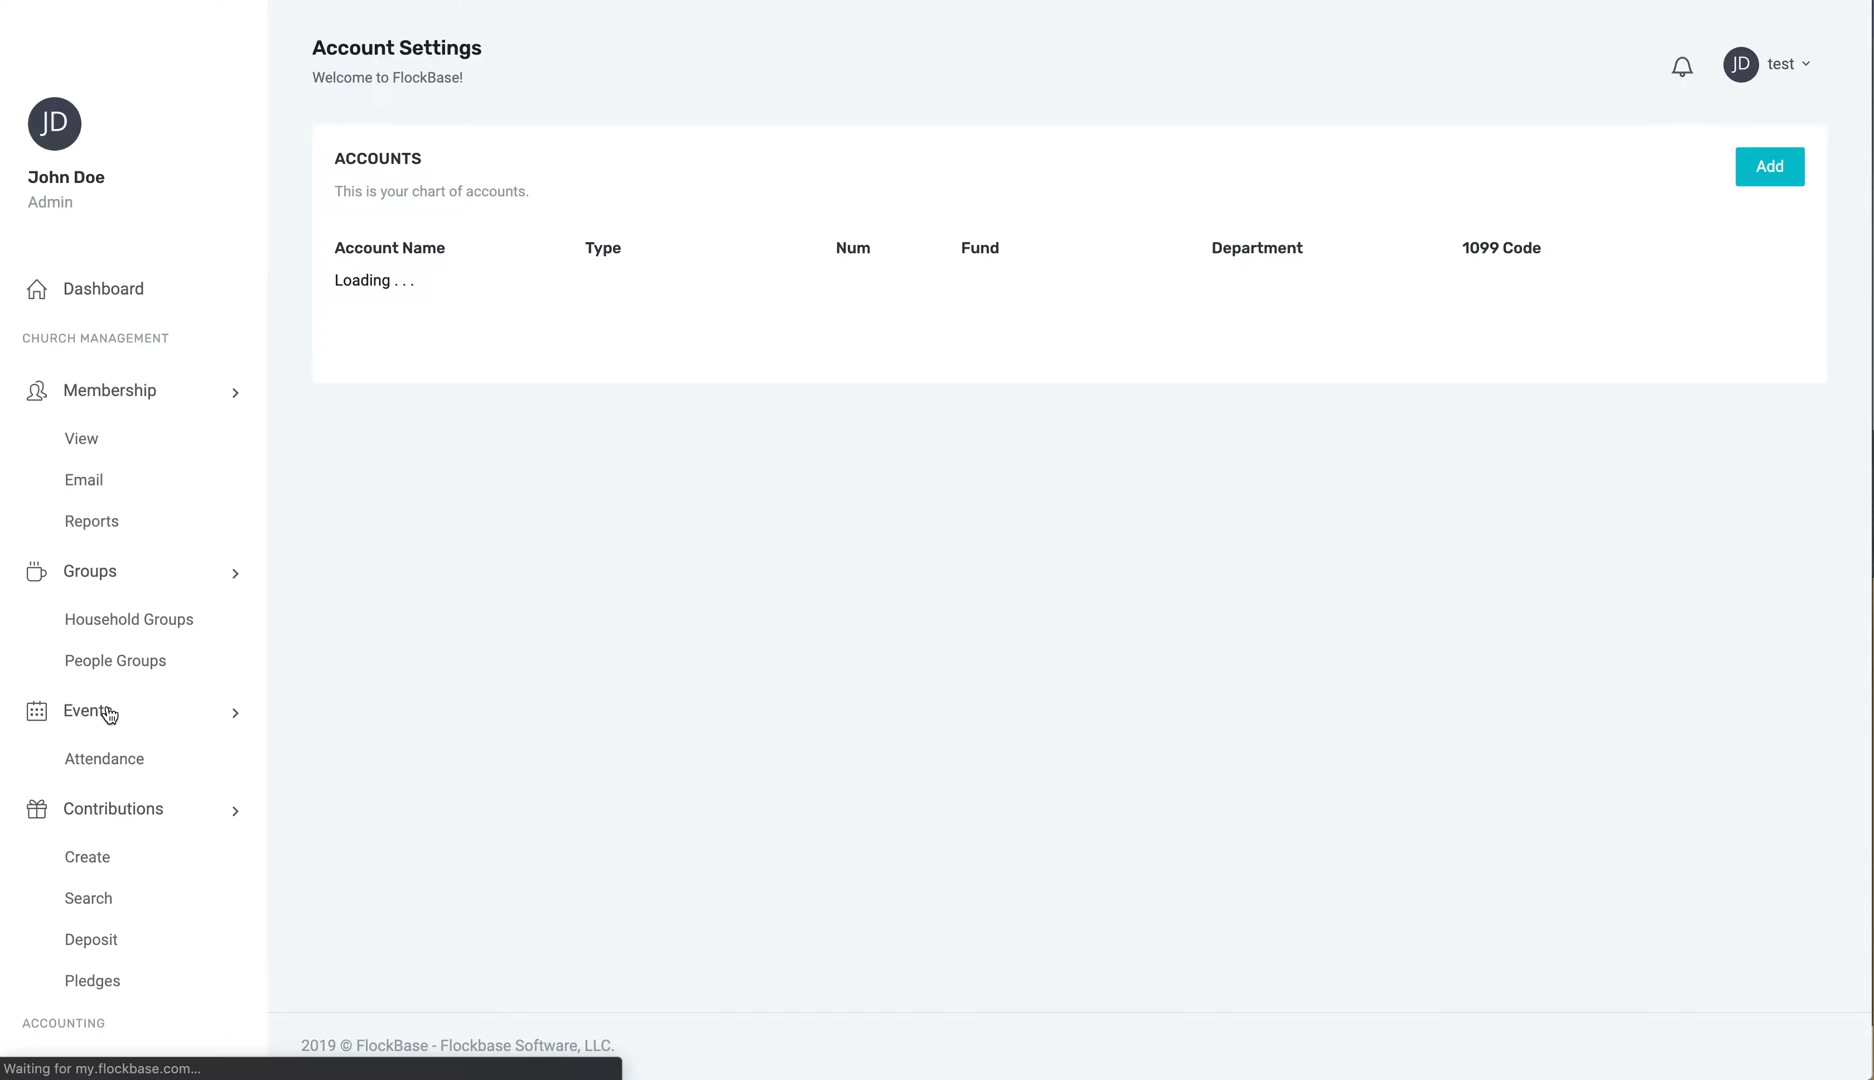 Account Settings
Welcome to FlockBase!
JD
test
JD
John Doe
Admin
Dashboard
CHURCH MANAGEMENT
Membership
View
Email
Reports
Groups
Household Groups
People Groups
Events
Attendance
Contributions
Create
Search
Deposit
Pledges
ACCOUNTING
ACCOUNTS
This is your chart of accounts.
Add
Account Name Type Num Fund Department 1099 Code
Loading . . .
2019 © FlockBase - Flockbase Software, LLC.
Waiting for my.flockbase.com...